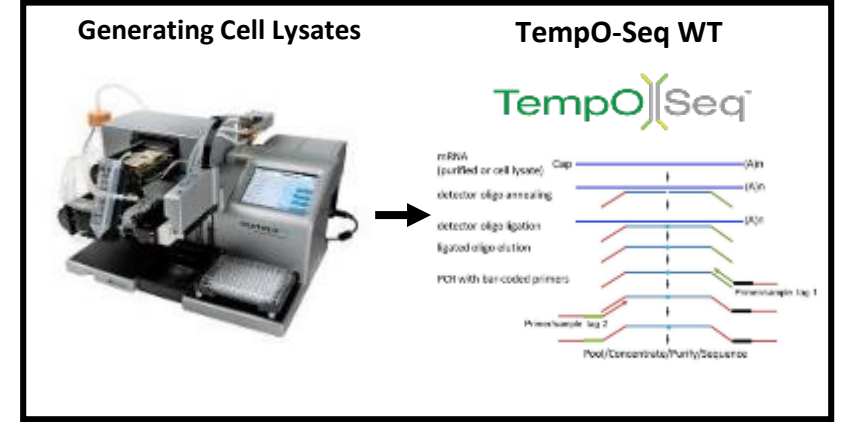 Generating Cell Lysates
TempO-Seq WT
TempO Seq
mRNA
(purified or cell lysate)
Cap
(A)n
detector oligo annealing
(A)n
detector oligo ligation
(A)n
ligated oligo elution
PCR with bar-coded primers
Primer/sample tag 1
Primer/sample tag 2
Pool/Concentrate/Purify/Sequence